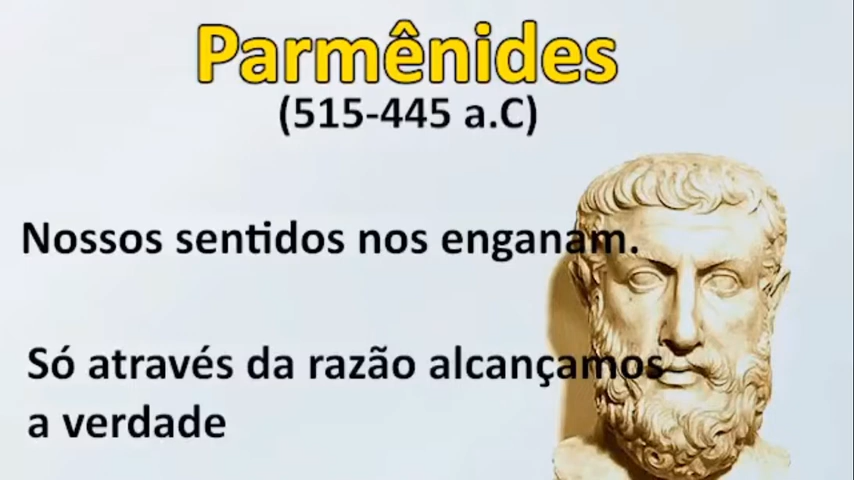 Parmênides
(515-445 a.C)
Nossos sentidos nos enganam.
Só através da razão alcançamos
a verdade